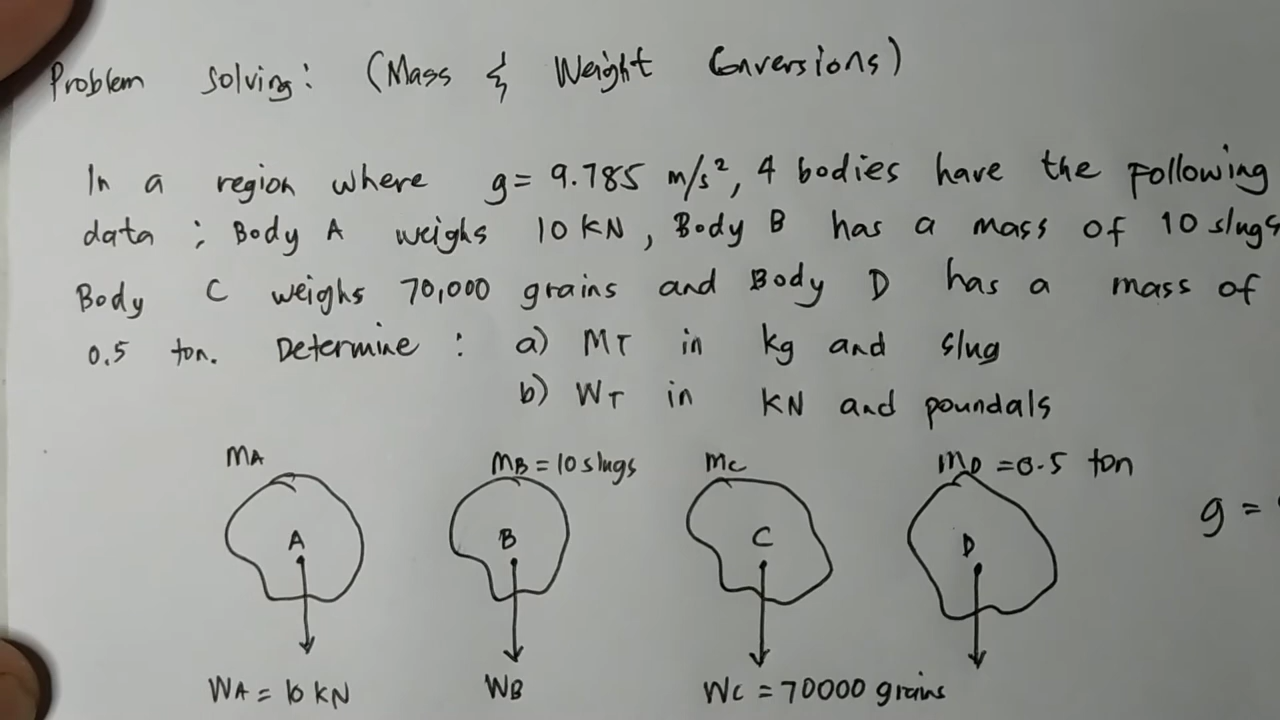 Problem Solving: (Mass & Weight Conversions)
In a region where g= 9.785 m/s², 4 bodies have the following
data ; Body A weighs 10 KN, Body B has a mass of 10 slugs
Body C weighs 70,000 grains and Body D has a mass of
0.5 ton. Determine : a) MT in kg and slug
b) WT in KN and poundals
MA MB = 10 slugs Mc MD = 0.5 ton
g =
A B C D
WA = 10 KN WB Wc = 70000 grains